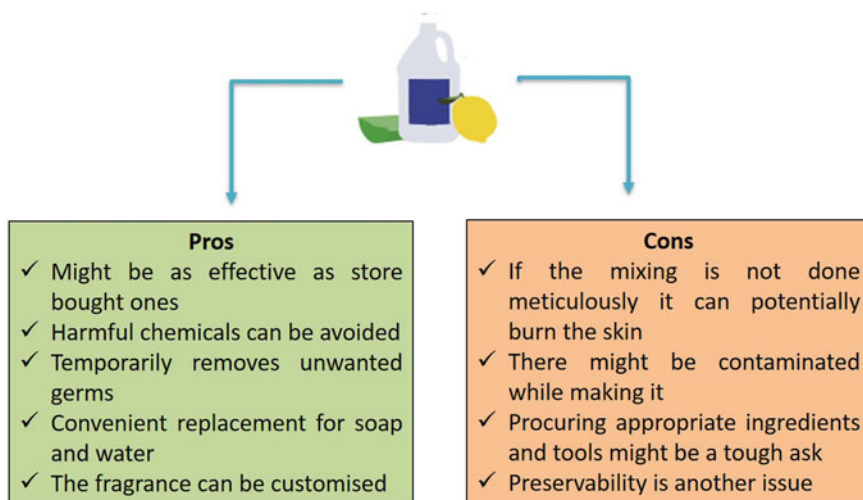 Pros
✓ Might be as effective as store
bought ones
✓ Harmful chemicals can be avoided
✓ Temporarily removes unwanted
germs
✓ Convenient replacement for soap
and water
✓ The fragrance can be customised
Cons
✓ If the mixing is not done
meticulously it can potentially
burn the skin
✓ There might be contaminated
while making it
✓ Procuring appropriate ingredients
and tools might be a tough ask
✓ Preservability is another issue